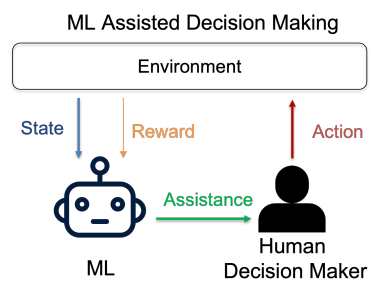 ML Assisted Decision Making
Environment
State
Reward
Action
Assistance
ML
Human
Decision Maker